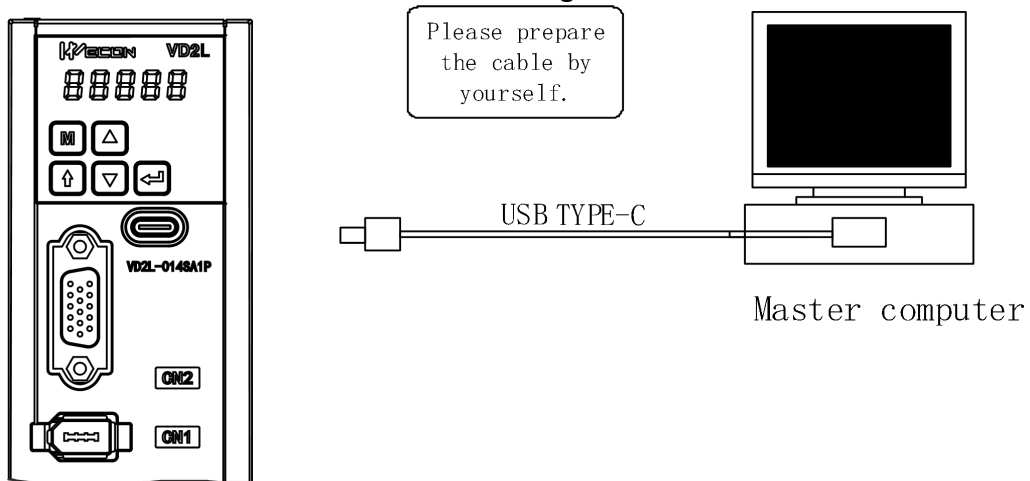 WECON VD2L
88888
M
VD2L-014SA1P
CN2
CN1
Please prepare
the cable by
yourself.
USB TYPE-C
Master computer